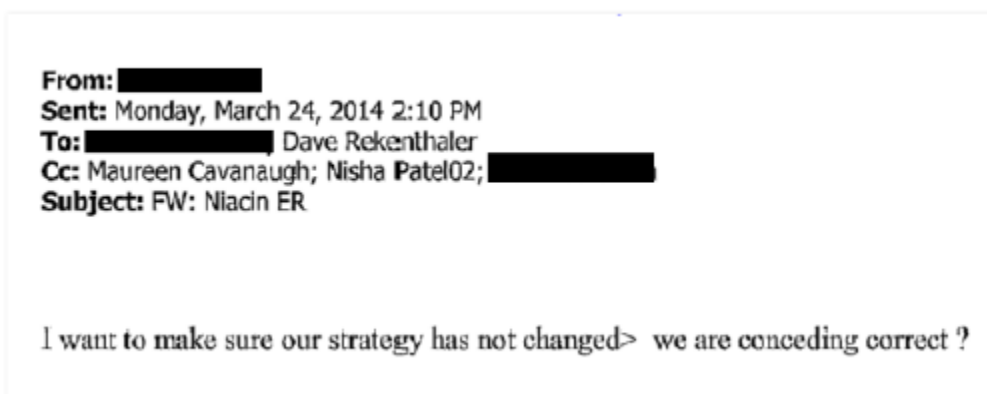 From:
Sent: Monday, March 24, 2014 2:10 PM
To: Dave Rekenthaler
Cc: Maureen Cavanaugh; Nisha Patel02;
Subject: FW: Niacin ER
I want to make sure our strategy has not changed> we are conceding correct ?